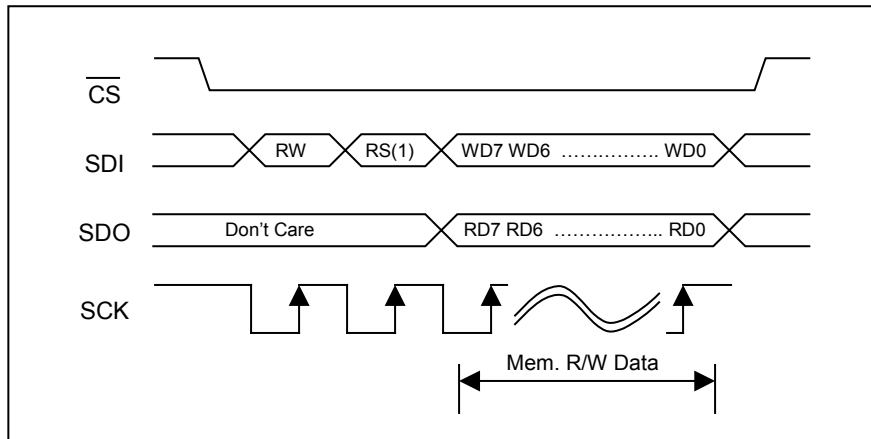 CS
SDI RW RS(1) WD7 WD6 ................ WD0
SDO Don't Care RD7 RD6 ................. RD0
SCK
Mem. R/W Data